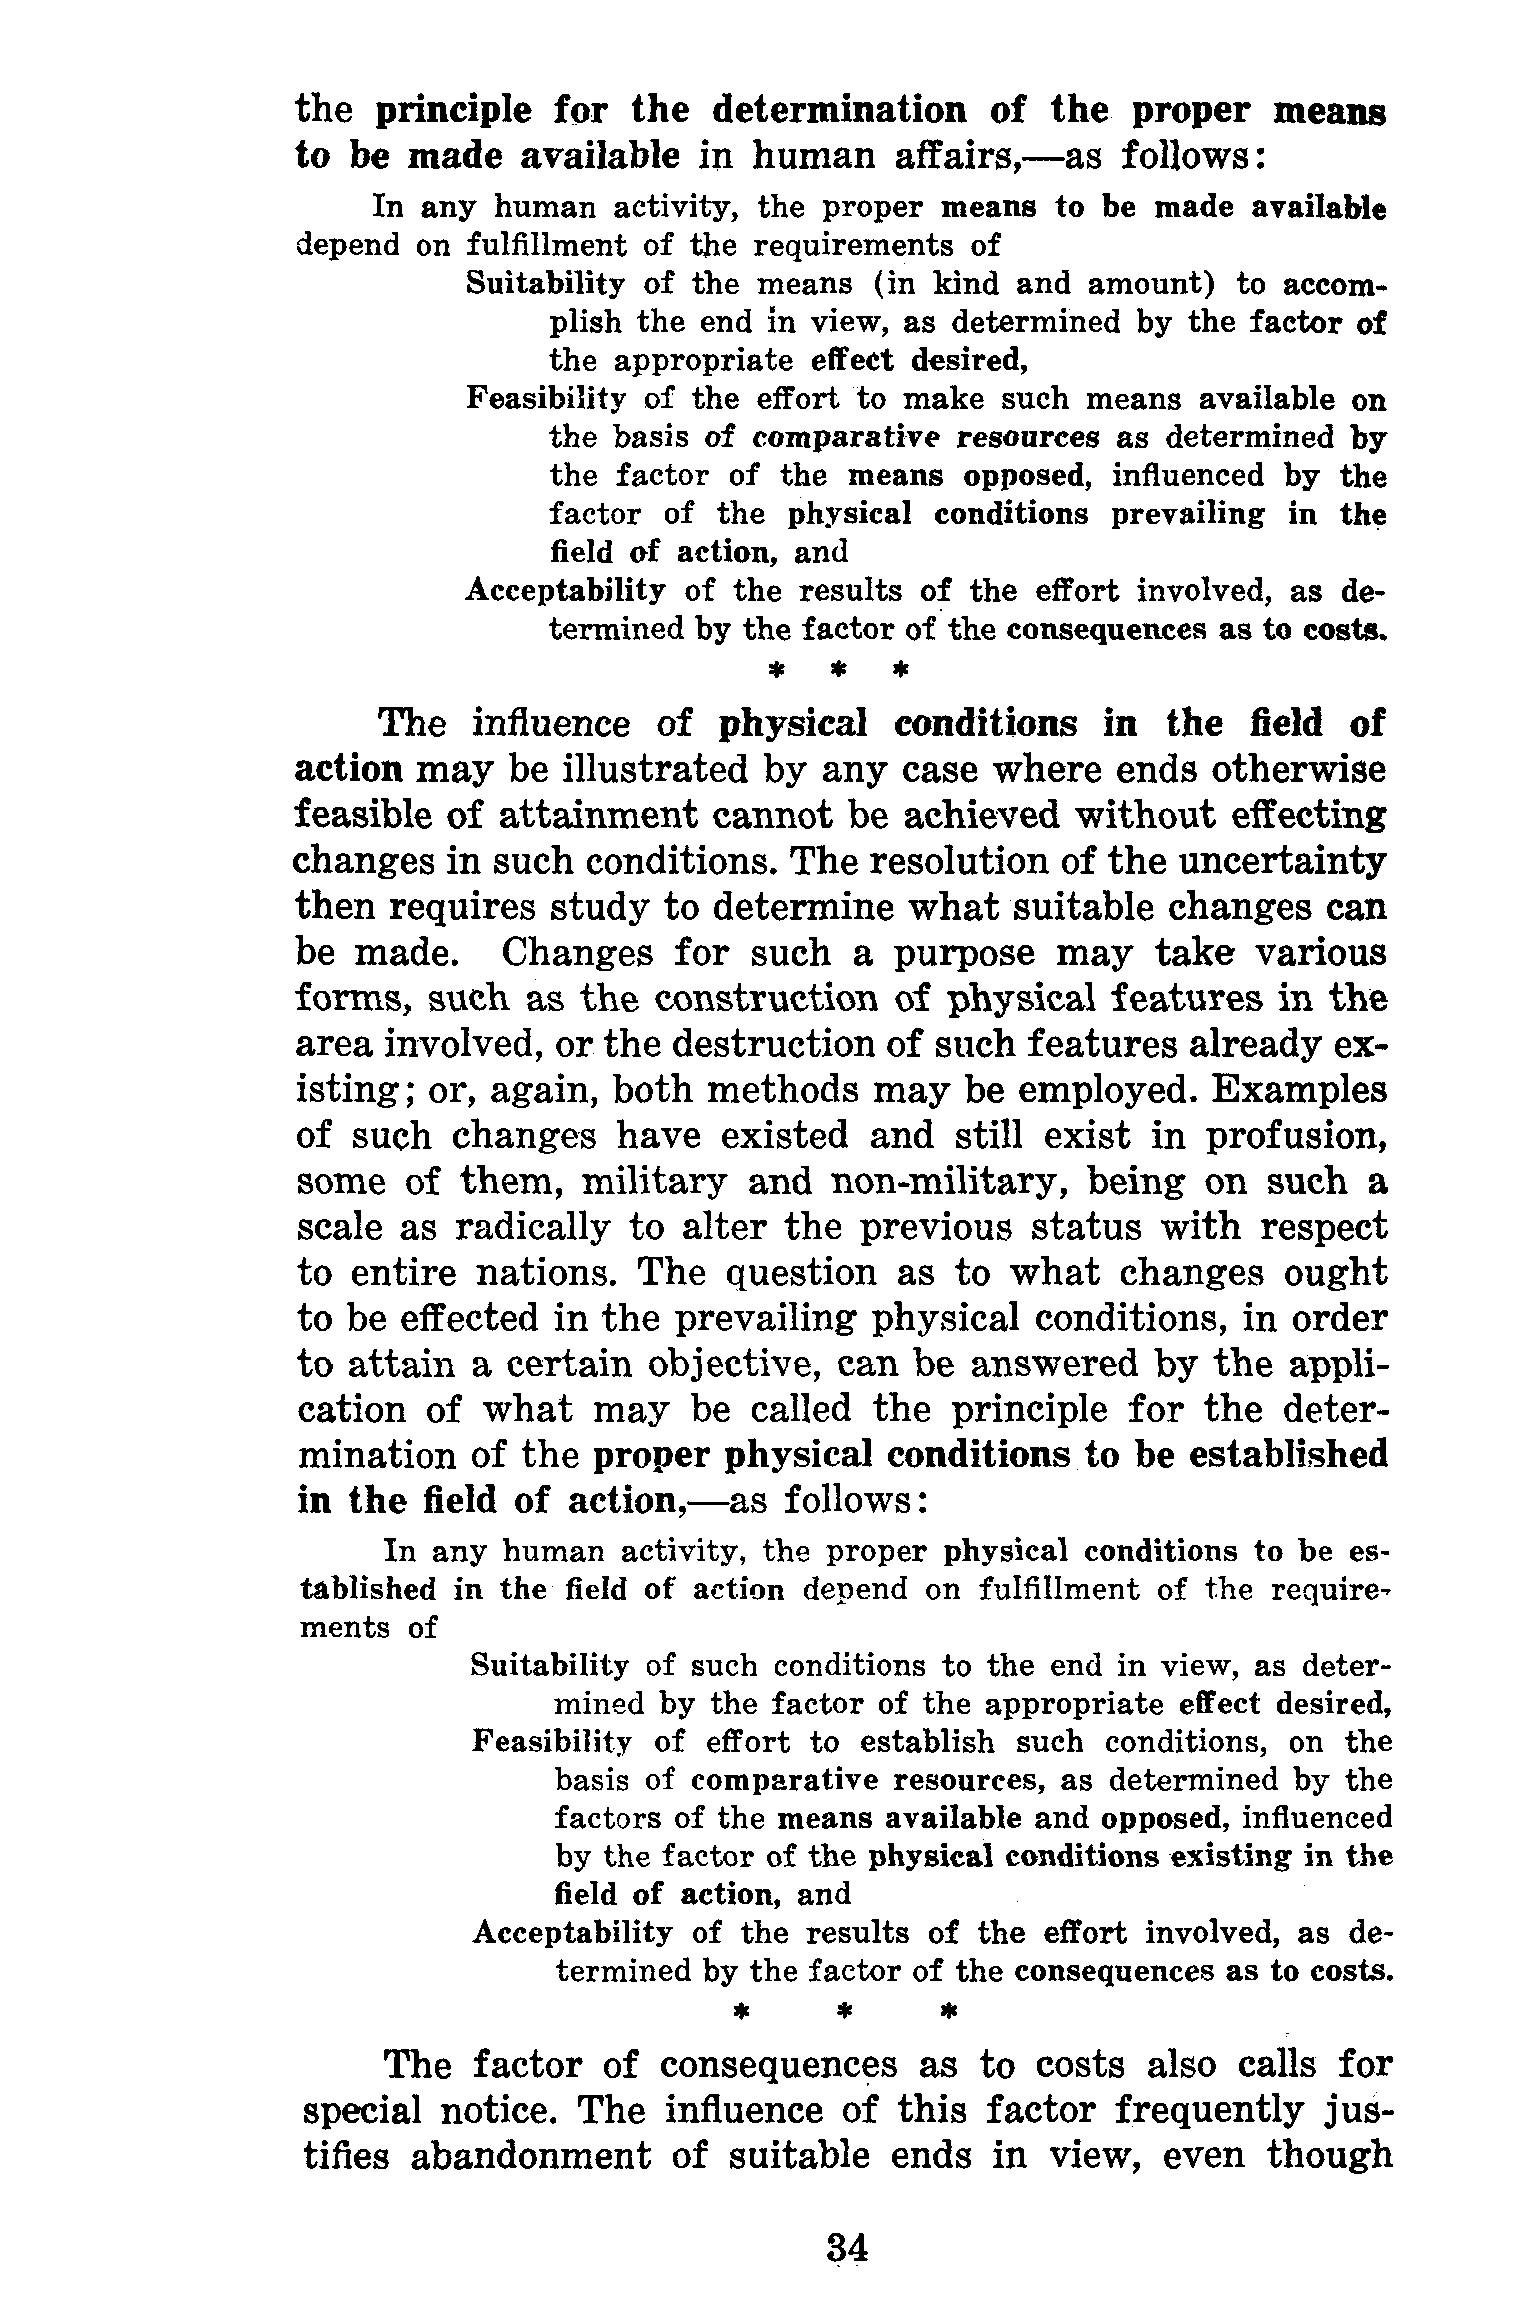 the principle for the determination of the proper means
to be made available in human affairs,—as follows:
In any human activity, the proper means to be made available
depend on fulfillment of the requirements of
Suitability of the means (in kind and amount) to accom-
plish the end in view, as determined by the factor of
the appropriate effect desired,
Feasibility of the effort to make such means available on
the basis of comparative resources as determined by
the factor of the means opposed, influenced by the
factor of the physical conditions prevailing in the
field of action, and
Acceptability of the results of the effort involved, as de-
termined by the factor of the consequences as to costs.
* * *
The influence of physical conditions in the field of
action may be illustrated by any case where ends otherwise
feasible of attainment cannot be achieved without effecting
changes in such conditions. The resolution of the uncertainty
then requires study to determine what suitable changes can
be made. Changes for such a purpose may take various
forms, such as the construction of physical features in the
area involved, or the destruction of such features already ex-
isting; or, again, both methods may be employed. Examples
of such changes have existed and still exist in profusion,
some of them, military and non-military, being on such a
scale as radically to alter the previous status with respect
to entire nations. The question as to what changes ought
to be effected in the prevailing physical conditions, in order
to attain a certain objective, can be answered by the appli-
cation of what may be called the principle for the deter-
mination of the proper physical conditions to be established
in the field of action,—as follows:
In any human activity, the proper physical conditions to be es-
tablished in the field of action depend on fulfillment of the require-
ments of
Suitability of such conditions to the end in view, as deter-
mined by the factor of the appropriate effect desired,
Feasibility of effort to establish such conditions, on the
basis of comparative resources, as determined by the
factors of the means available and opposed, influenced
by the factor of the physical conditions existing in the
field of action, and
Acceptability of the results of the effort involved, as de-
termined by the factor of the consequences as to costs.
* * *
The factor of consequences as to costs also calls for
special notice. The influence of this factor frequently jus-
tifies abandonment of suitable ends in view, even though
34